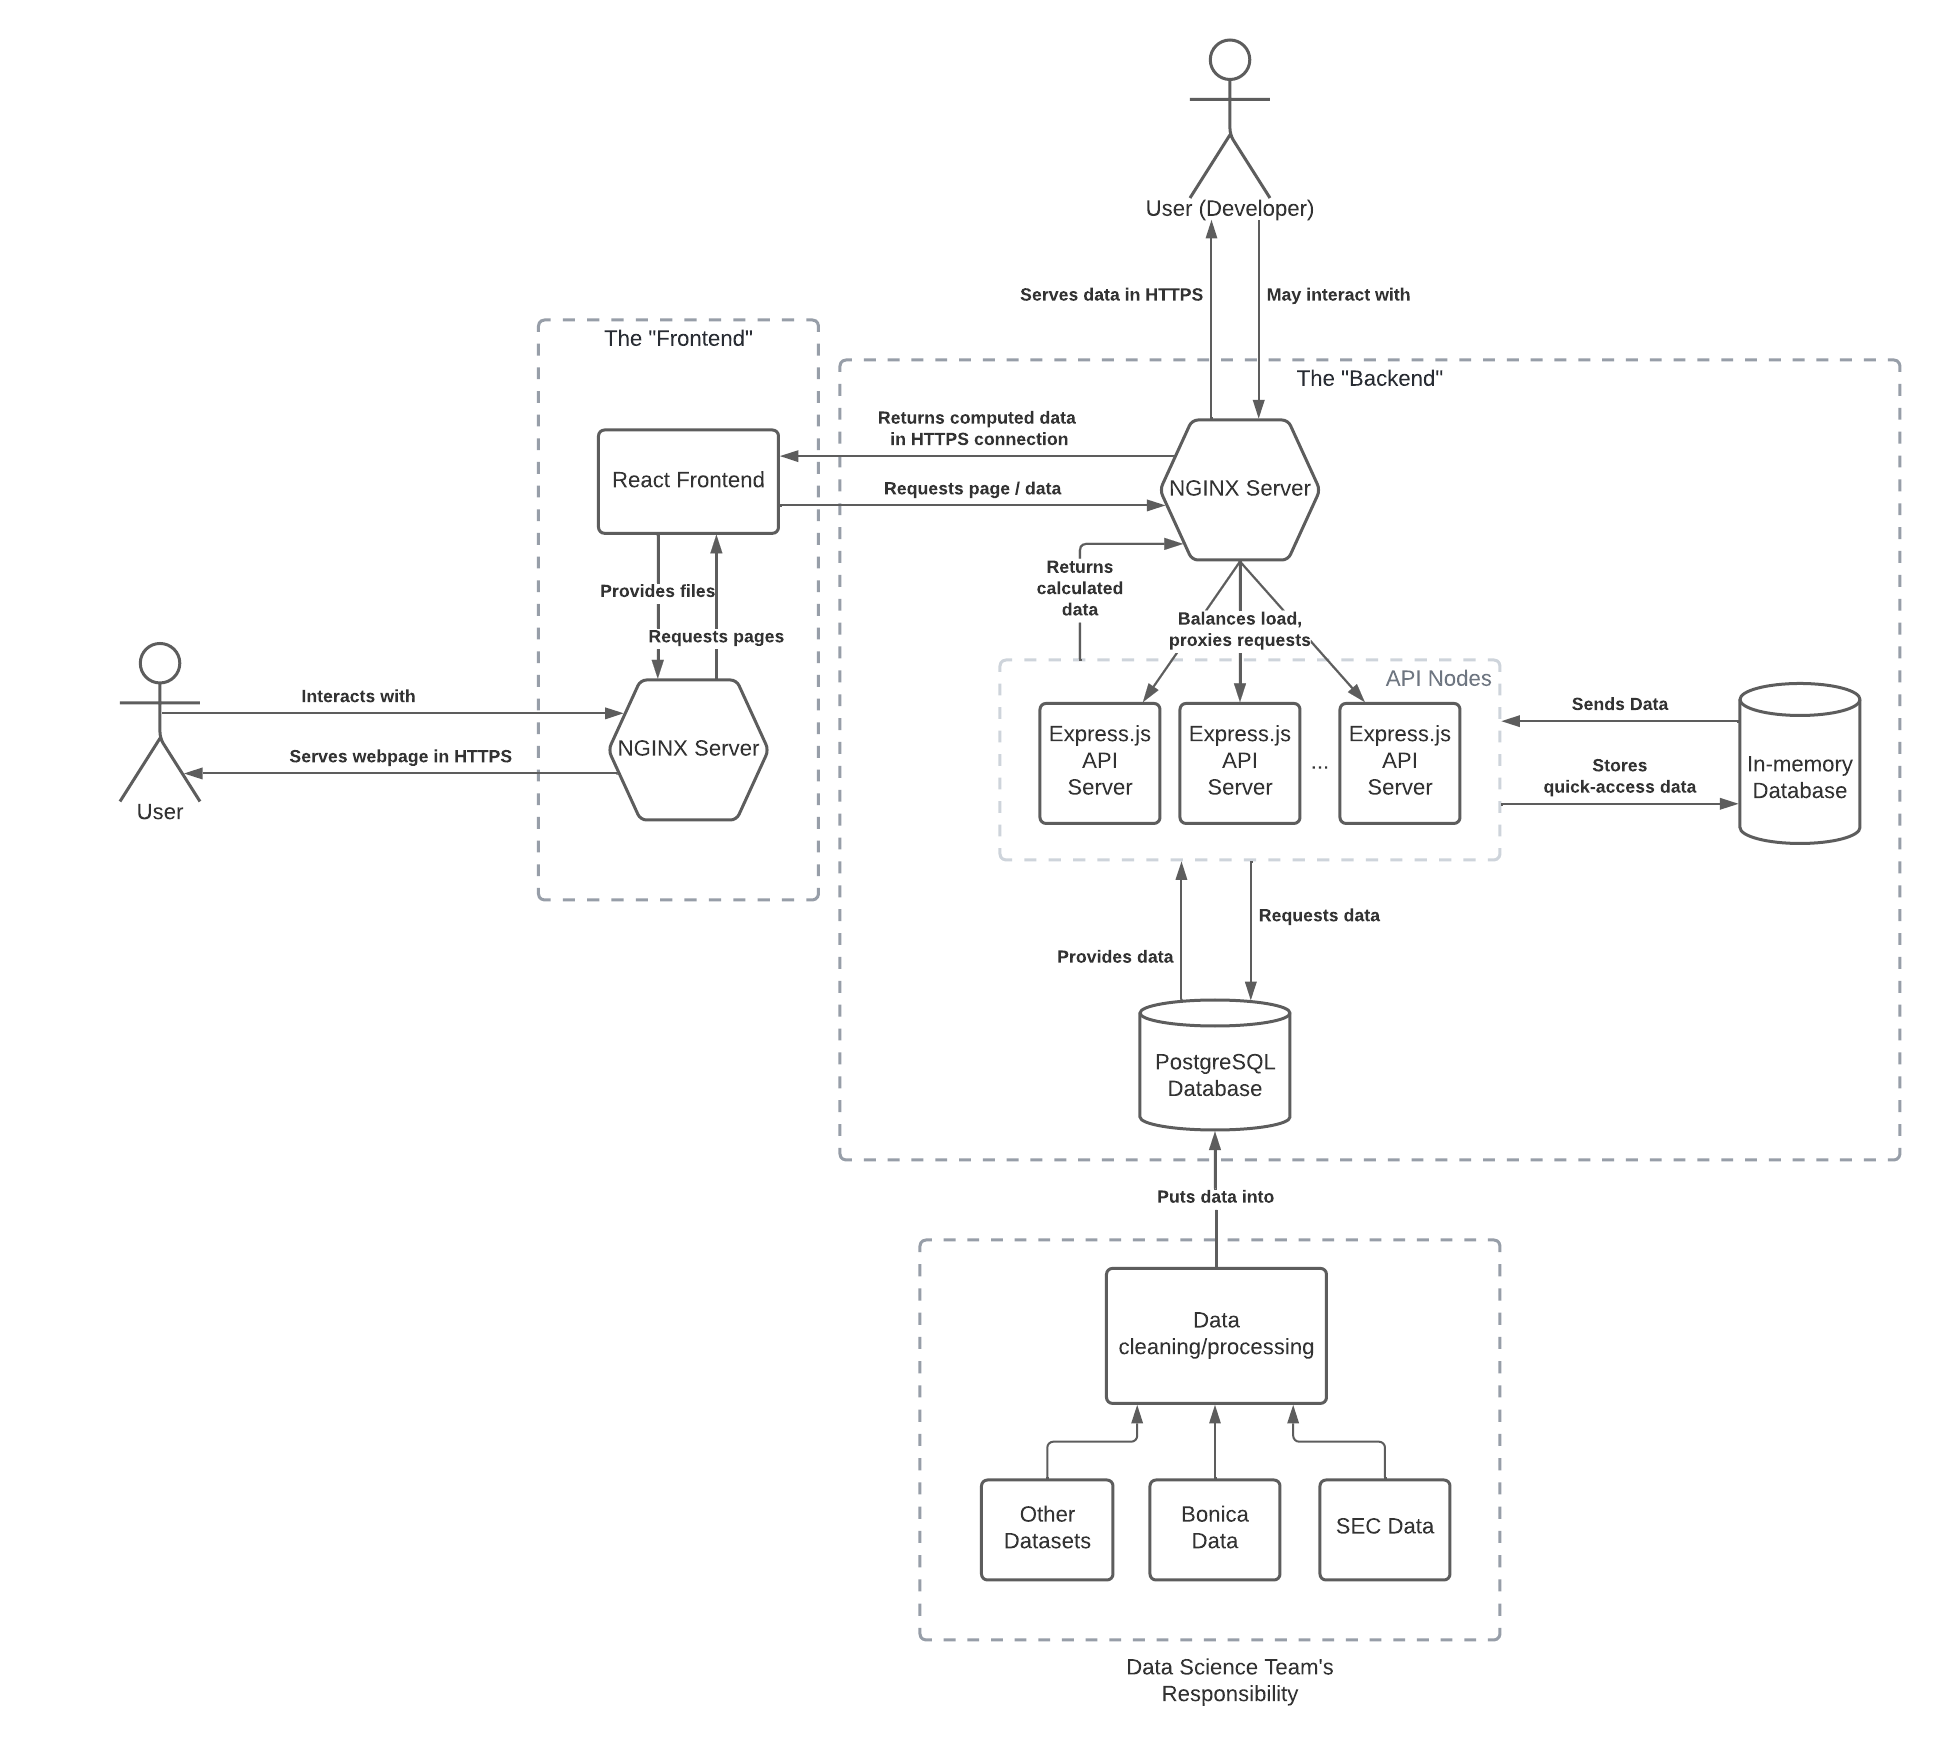 User (Developer)
Serves data in HTTPS
May interact with
The "Frontend"
The "Backend"
Returns computed data
in HTTPS connection
React Frontend
Requests page / data
NGINX Server
Returns
calculated
data
Provides files
Requests pages
Balances load,
proxies requests
API Nodes
Interacts with
NGINX Server
Serves webpage in HTTPS
User
Express.js
API
Server
Express.js
API
Server
...
Express.js
API
Server
Sends Data
Stores
quick-access data
In-memory
Database
Requests data
Provides data
PostgreSQL
Database
Puts data into
Data
cleaning/processing
Other
Datasets
Bonica
Data
SEC Data
Data Science Team's
Responsibility